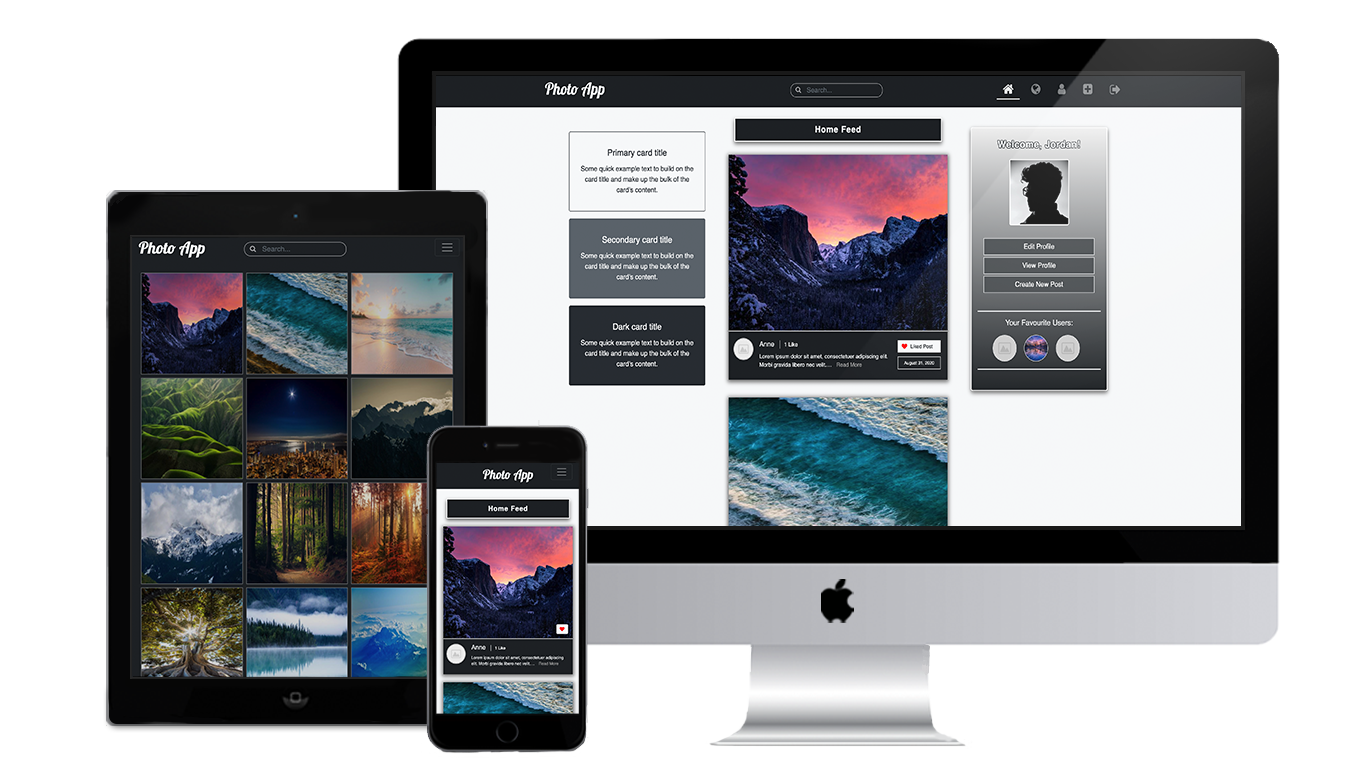 Photo App
Search...
Home Feed
Primary card title
Some quick example text to build on the
card title and make up the bulk of the
card's content.
Secondary card title
Some quick example text to build on the
card title and make up the bulk of the
card's content.
Dark card title
Some quick example text to build on the
card title and make up the bulk of the
card's content.
Anne | 1 Like
Lorem ipsum dolor sit amet, consectetuer adipiscing elit.
Morbi gravida libero nec velit.... Read More
Liked Post
August 31, 2020
Welcome, Jordan!
Edit Profile
View Profile
Create New Post
Your Favourite Users:
Photo App
Search...
Photo App
Home Feed
Anne | 1 Like
Lorem ipsum dolor sit amet, consectetuer adipiscing
elit. Morbi gravida libero nec velit.... Read More